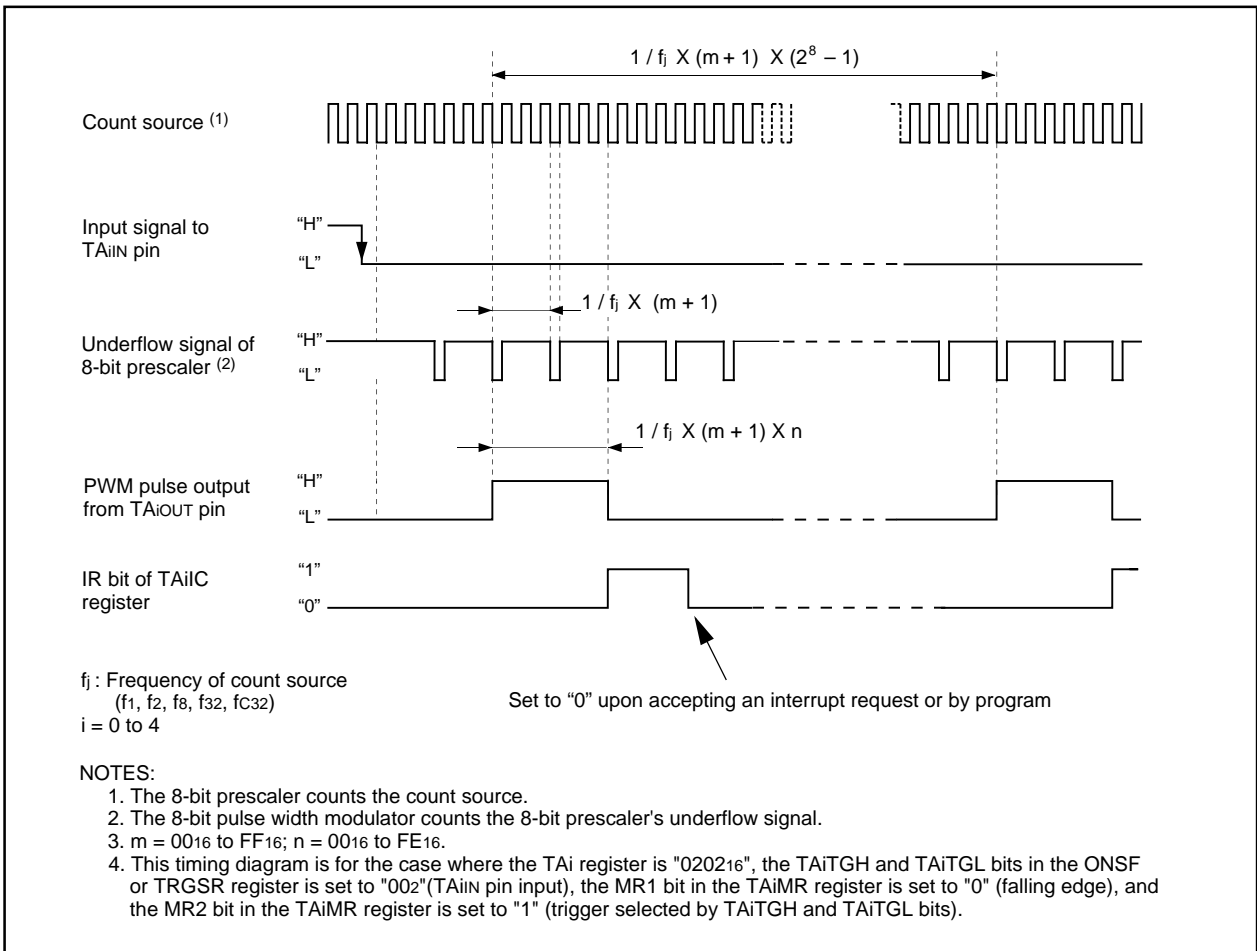 1 / fj X (m + 1) X (2⁸ – 1)
Count source (1)
Input signal to
TAiIN pin
“H”
“L”
1 / fj X (m + 1)
Underflow signal of
8-bit prescaler (2)
“H”
“L”
1 / fj X (m + 1) X n
PWM pulse output
from TAiOUT pin
“H”
“L”
IR bit of TAiIC
register
“1”
“0”
fj : Frequency of count source
(f1, f2, f8, f32, fC32)
i = 0 to 4
Set to “0” upon accepting an interrupt request or by program
NOTES:
1. The 8-bit prescaler counts the count source.
2. The 8-bit pulse width modulator counts the 8-bit prescaler's underflow signal.
3. m = 0016 to FF16; n = 0016 to FE16.
4. This timing diagram is for the case where the TAi register is "020216", the TAiTGH and TAiTGL bits in the ONSF
or TRGSR register is set to "002"(TAiIN pin input), the MR1 bit in the TAiMR register is set to "0" (falling edge), and
the MR2 bit in the TAiMR register is set to "1" (trigger selected by TAiTGH and TAiTGL bits).